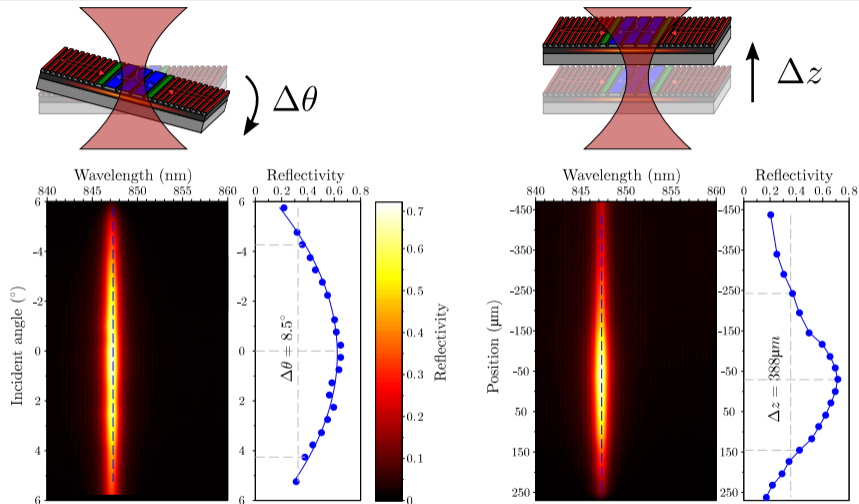 Δθ
Δz
Wavelength (nm)
840 845 850 855 860
Reflectivity
0 0.2 0.4 0.6 0.8
6
-4
-2
0
2
4
6
Incident angle (°)
Δθ = 8.5°
0.7
0.6
0.5
0.4
0.3
0.2
0.1
0
Reflectivity
Wavelength (nm)
840 850 860
Reflectivity
0 0.2 0.4 0.6 0.8
-450
-350
-250
-150
-50
50
150
250
Position (µm)
Δz = 388µm